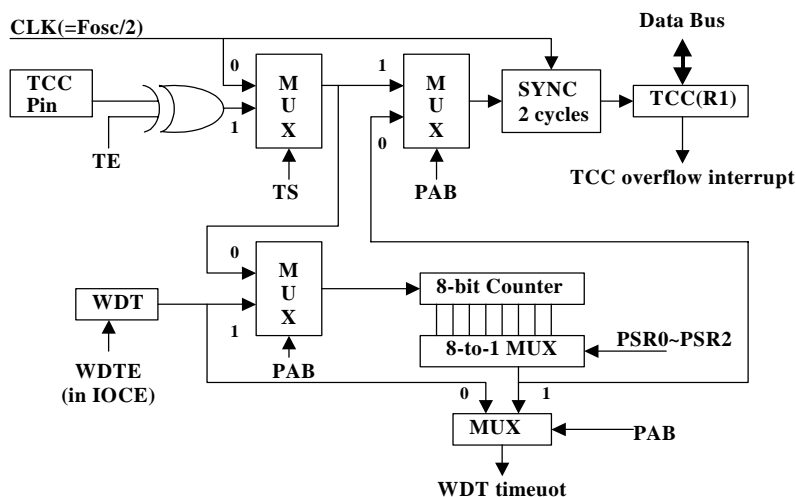 CLK(=Fosc/2)
Data Bus
TCC
Pin
0
1
M
U
X
1
0
M
U
X
SYNC
2 cycles
TCC(R1)
TE
TS
PAB
TCC overflow interrupt
0
1
M
U
X
WDT
8-bit Counter
8-to-1 MUX
PSR0~PSR2
WDTE
(in IOCE)
PAB
0
1
MUX
PAB
WDT timeuot